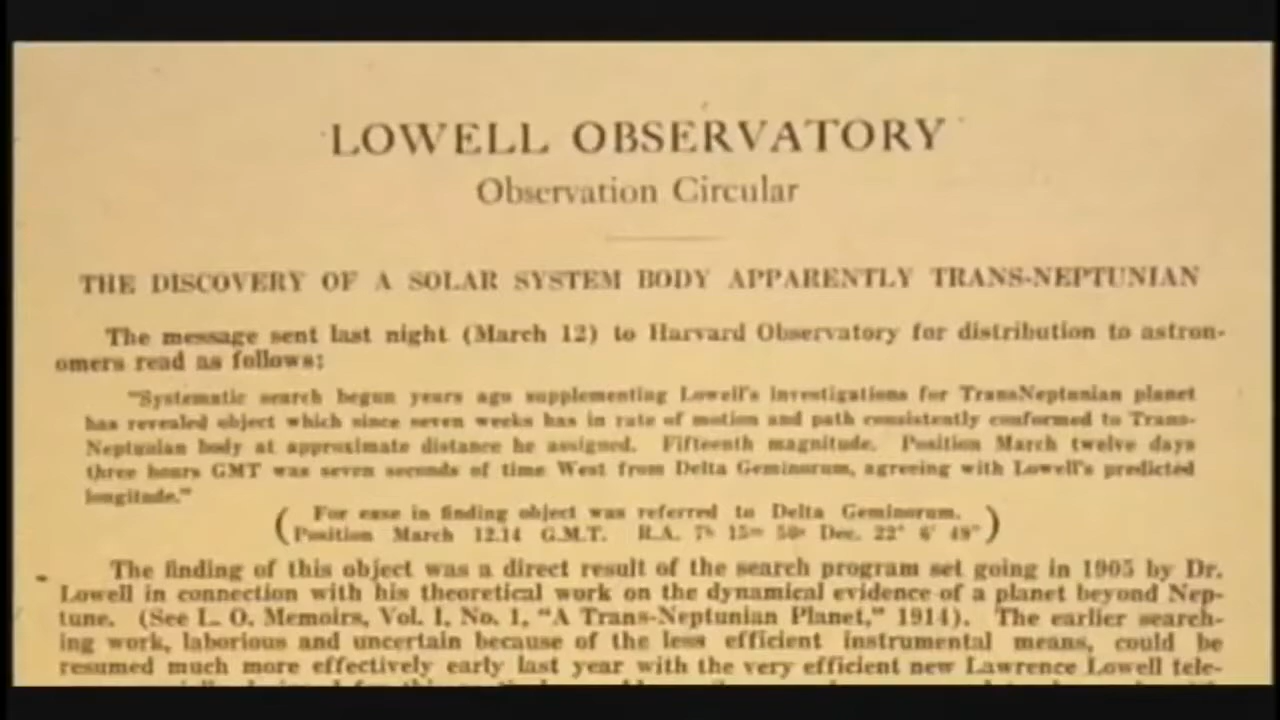 LOWELL OBSERVATORY
Observation Circular
THE DISCOVERY OF A SOLAR SYSTEM BODY APPARENTLY TRANS-NEPTUNIAN
The message sent last night (March 12) to Harvard Observatory for distribution to astron-
omers read as follows:
"Systematic search begun years ago supplementing Lowell's investigations for TransNeptunian planet
has revealed object which since seven weeks has in rate of motion and path consistently conformed to Trans-
Neptunian body at approximate distance he assigned. Fifteenth magnitude. Position March twelve days
three hours GMT was seven seconds of time West from Delta Geminorum, agreeing with Lowell's predicted
longitude."
(For ease in finding object was referred to Delta Geminorum.
Position March 12.14 G.M.T. R.A. 7h 15m 50s Dec. 22° 6' 49")
The finding of this object was a direct result of the search program set going in 1905 by Dr.
Lowell in connection with his theoretical work on the dynamical evidence of a planet beyond Nep-
tune. (See L. O. Memoirs, Vol. I, No. 1, "A Trans-Neptunian Planet," 1914). The earlier search-
ing work, laborious and uncertain because of the less efficient instrumental means, could be
resumed much more effectively early last year with the very efficient new Lawrence Lowell tele-